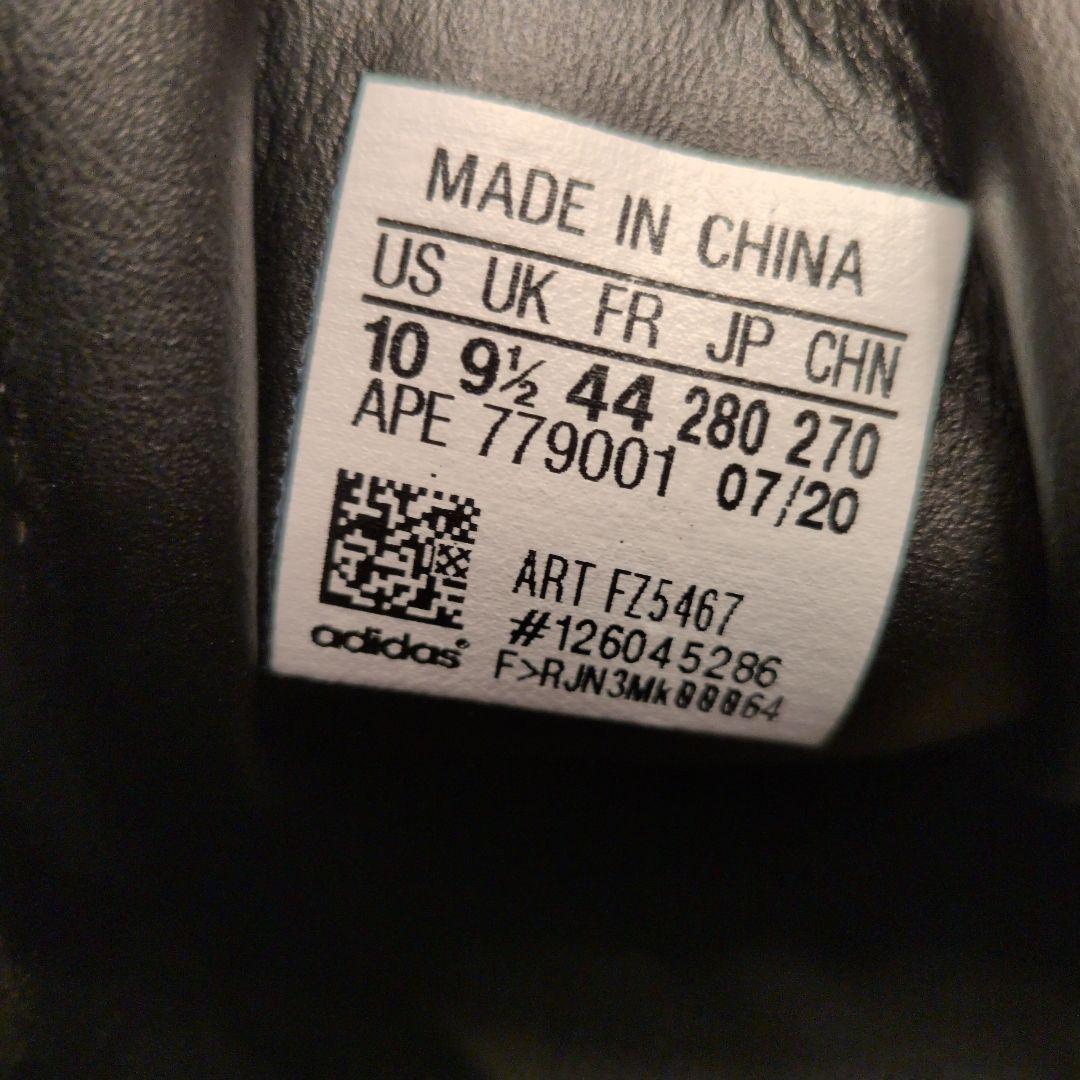 MADE IN CHINA
US UK FR JP CHN
10 9½ 44 280 270
APE 779001 07/20
ART FZ5467
#126045286
F>RJN3Mk00064
adidas®